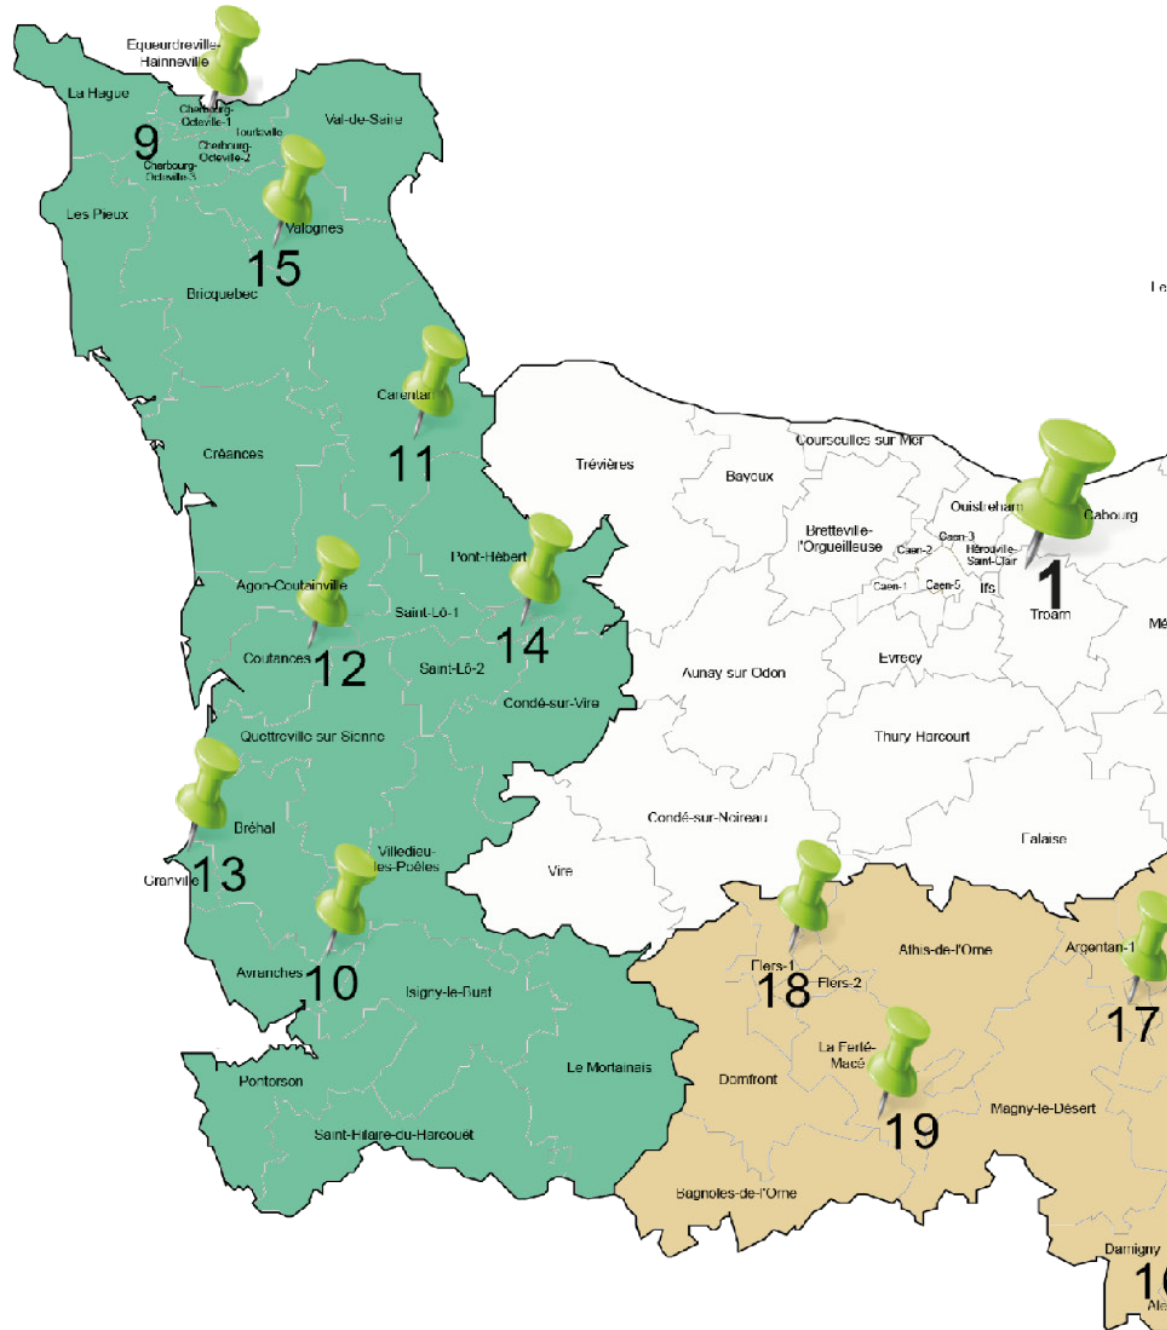 Equeurdreville-
Hainneville
La Hague
Cherbourg-
Octeville-1
Val-de-Saire
Tourlaville
9
Cherbourg-
Octeville-2
Cherbourg-
Octeville-3
Les Pieux
Valognes
15
Bricquebec
Le
Carentan
11
Créances
Trévières
Bayeux
Courseulles sur Mer
Ouistreham
Cabourg
Bretteville-
l'Orgueilleuse
Caen-2
Caen-3
Hérouville-
Saint-Clair
Pont-Hébert
Agon-Coutainville
Caen-1
Caen-5
Ifs
1
Troarn
Saint-Lô-1
Mé
14
Coutances
12
Saint-Lô-2
Evrecy
Aunay sur Odon
Condé-sur-Vire
Quettreville sur Sienne
Thury Harcourt
Bréhal
Condé-sur-Noireau
Falaise
Villedieu-
les-Poêles
Vire
Granville
13
Avranches
10
Isigny-le-Buat
Flers-1
18
Flers-2
Athis-de-l'Orne
Argentan-1
17
La Ferté-
Macé
Le Mortainais
Pontorson
Domfront
19
Magny-le-Désert
Saint-Hilaire-du-Harcouët
Bagnoles-de-l'Orne
Damigny
16
Ale